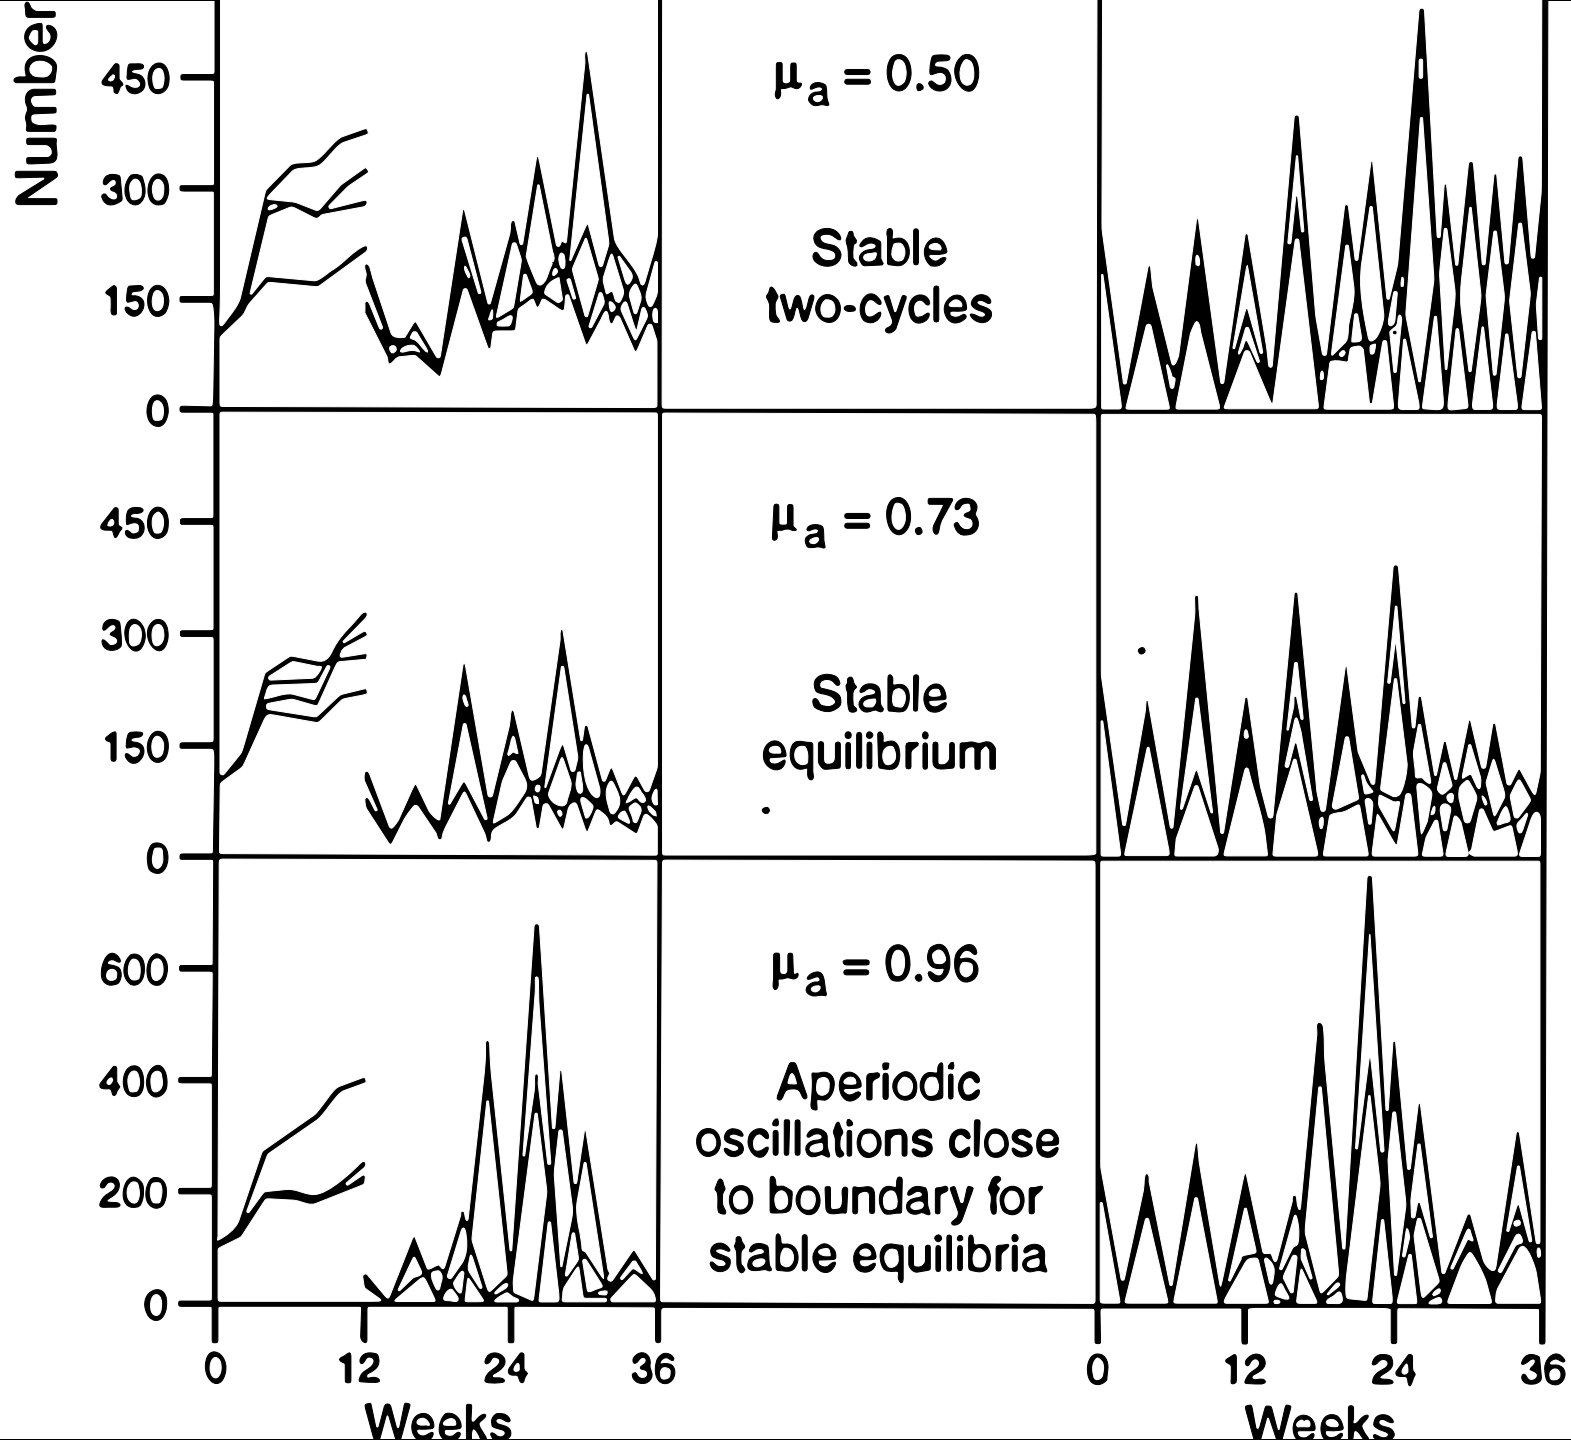 Number
450
300
150
0
μa = 0.50
Stable
two-cycles
450
300
150
0
μa = 0.73
Stable
equilibrium
600
400
200
0
μa = 0.96
Aperiodic
oscillations close
to boundary for
stable equilibria
0 12 24 36
Weeks
0 12 24 36
Weeks